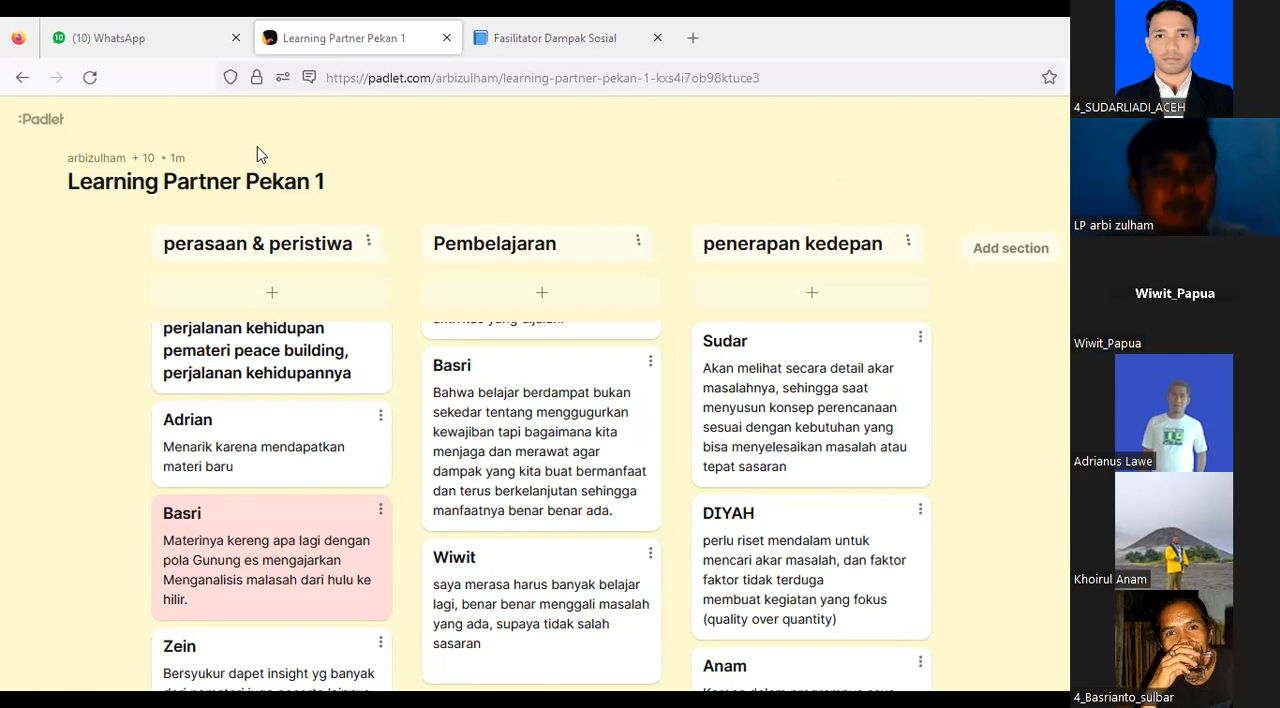 (10) WhatsApp
Learning Partner Pekan 1
Fasilitator Dampak Sosial
https://padlet.com/arbizulham/learning-partner-pekan-1-kxs4i7ob98ktuce3
:Padlet
arbizulham + 10 • 1m
Learning Partner Pekan 1
perasaan & peristiwa
perjalanan kehidupan
pemateri peace building,
perjalanan kehidupannya
Adrian
Menarik karena mendapatkan
materi baru
Basri
Materinya kereng apa lagi dengan
pola Gunung es mengajarkan
Menganalisis malasah dari hulu ke
hilir.
Zein
Bersyukur dapet insight yg banyak
Pembelajaran
Basri
Bahwa belajar berdampat bukan
sekedar tentang menggugurkan
kewajiban tapi bagaimana kita
menjaga dan merawat agar
dampak yang kita buat bermanfaat
dan terus berkelanjutan sehingga
manfaatnya benar benar ada.
Wiwit
saya merasa harus banyak belajar
lagi, benar benar menggali masalah
yang ada, supaya tidak salah
sasaran
penerapan kedepan
Sudar
Akan melihat secara detail akar
masalahnya, sehingga saat
menyusun konsep perencanaan
sesuai dengan kebutuhan yang
bisa menyelesaikan masalah atau
tepat sasaran
DIYAH
perlu riset mendalam untuk
mencari akar masalah, dan faktor
faktor tidak terduga
membuat kegiatan yang fokus
(quality over quantity)
Anam
Add section
4_SUDARLIADI_ACEH
LP arbi zulham
Wiwit_Papua
Wiwit_Papua
Adrianus Lawe
Khoirul Anam
4_Basrianto_sulbar